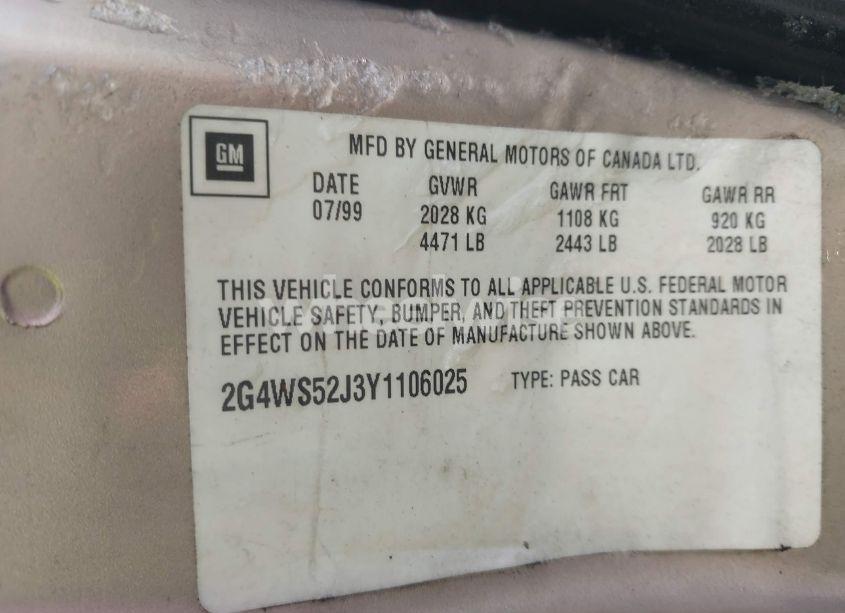 GM
MFD BY GENERAL MOTORS OF CANADA LTD.
DATE GVWR GAWR FRT GAWR RR
07/99 2028 KG 1108 KG 920 KG
4471 LB 2443 LB 2028 LB
THIS VEHICLE CONFORMS TO ALL APPLICABLE U.S. FEDERAL MOTOR
VEHICLE SAFETY, BUMPER, AND THEFT PREVENTION STANDARDS IN
EFFECT ON THE DATE OF MANUFACTURE SHOWN ABOVE.
2G4WS52J3Y1106025 TYPE: PASS CAR